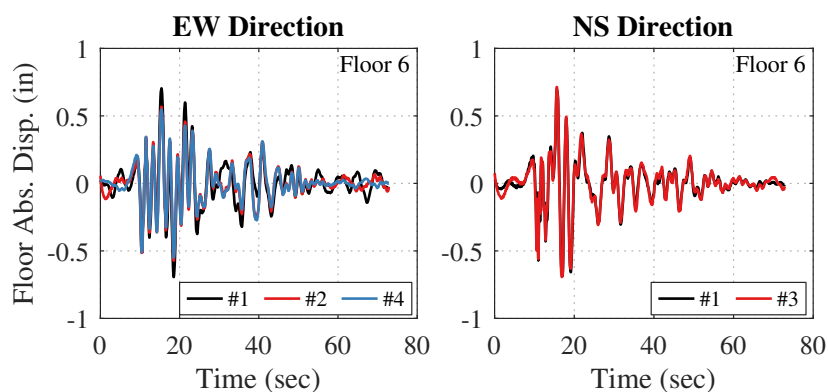 EW Direction
NS Direction
Floor Abs. Disp. (in)
1
0.5
0
-0.5
-1
Floor 6
#1 #2 #4
0 20 40 60 80
Time (sec)
1
0.5
0
-0.5
-1
Floor 6
#1 #3
0 20 40 60 80
Time (sec)